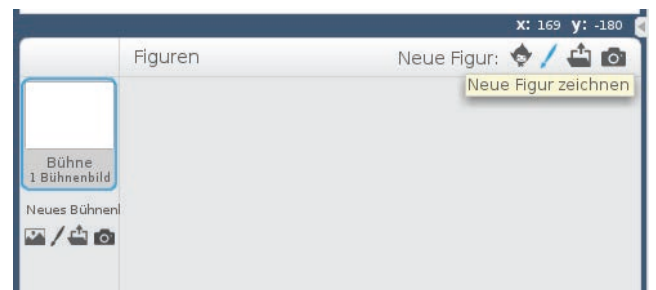 x: 169 y: -180
Figuren Neue Figur:
Neue Figur zeichnen
Bühne
1 Bühnenbild
Neues Bühnenl